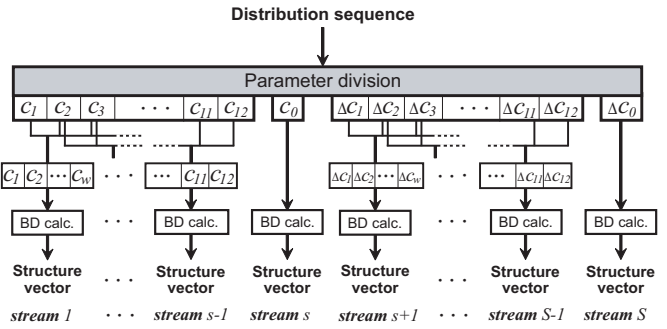 Distribution sequence
Parameter division
c₁ c₂ c₃ · · · c₁₁ c₁₂ c₀ Δc₁ Δc₂ Δc₃ · · · Δc₁₁ Δc₁₂ Δc₀
c₁ c₂ ··· c_w · · · ··· c₁₁ c₁₂ Δc₁ Δc₂ ··· Δc_w · · · ··· Δc₁₁ Δc₁₂
BD calc. · · · BD calc. BD calc. BD calc. · · · BD calc. BD calc.
Structure Structure Structure Structure Structure Structure
vector · · · vector vector vector · · · vector vector
stream 1 · · · stream s-1 stream s stream s+1 · · · stream S-1 stream S